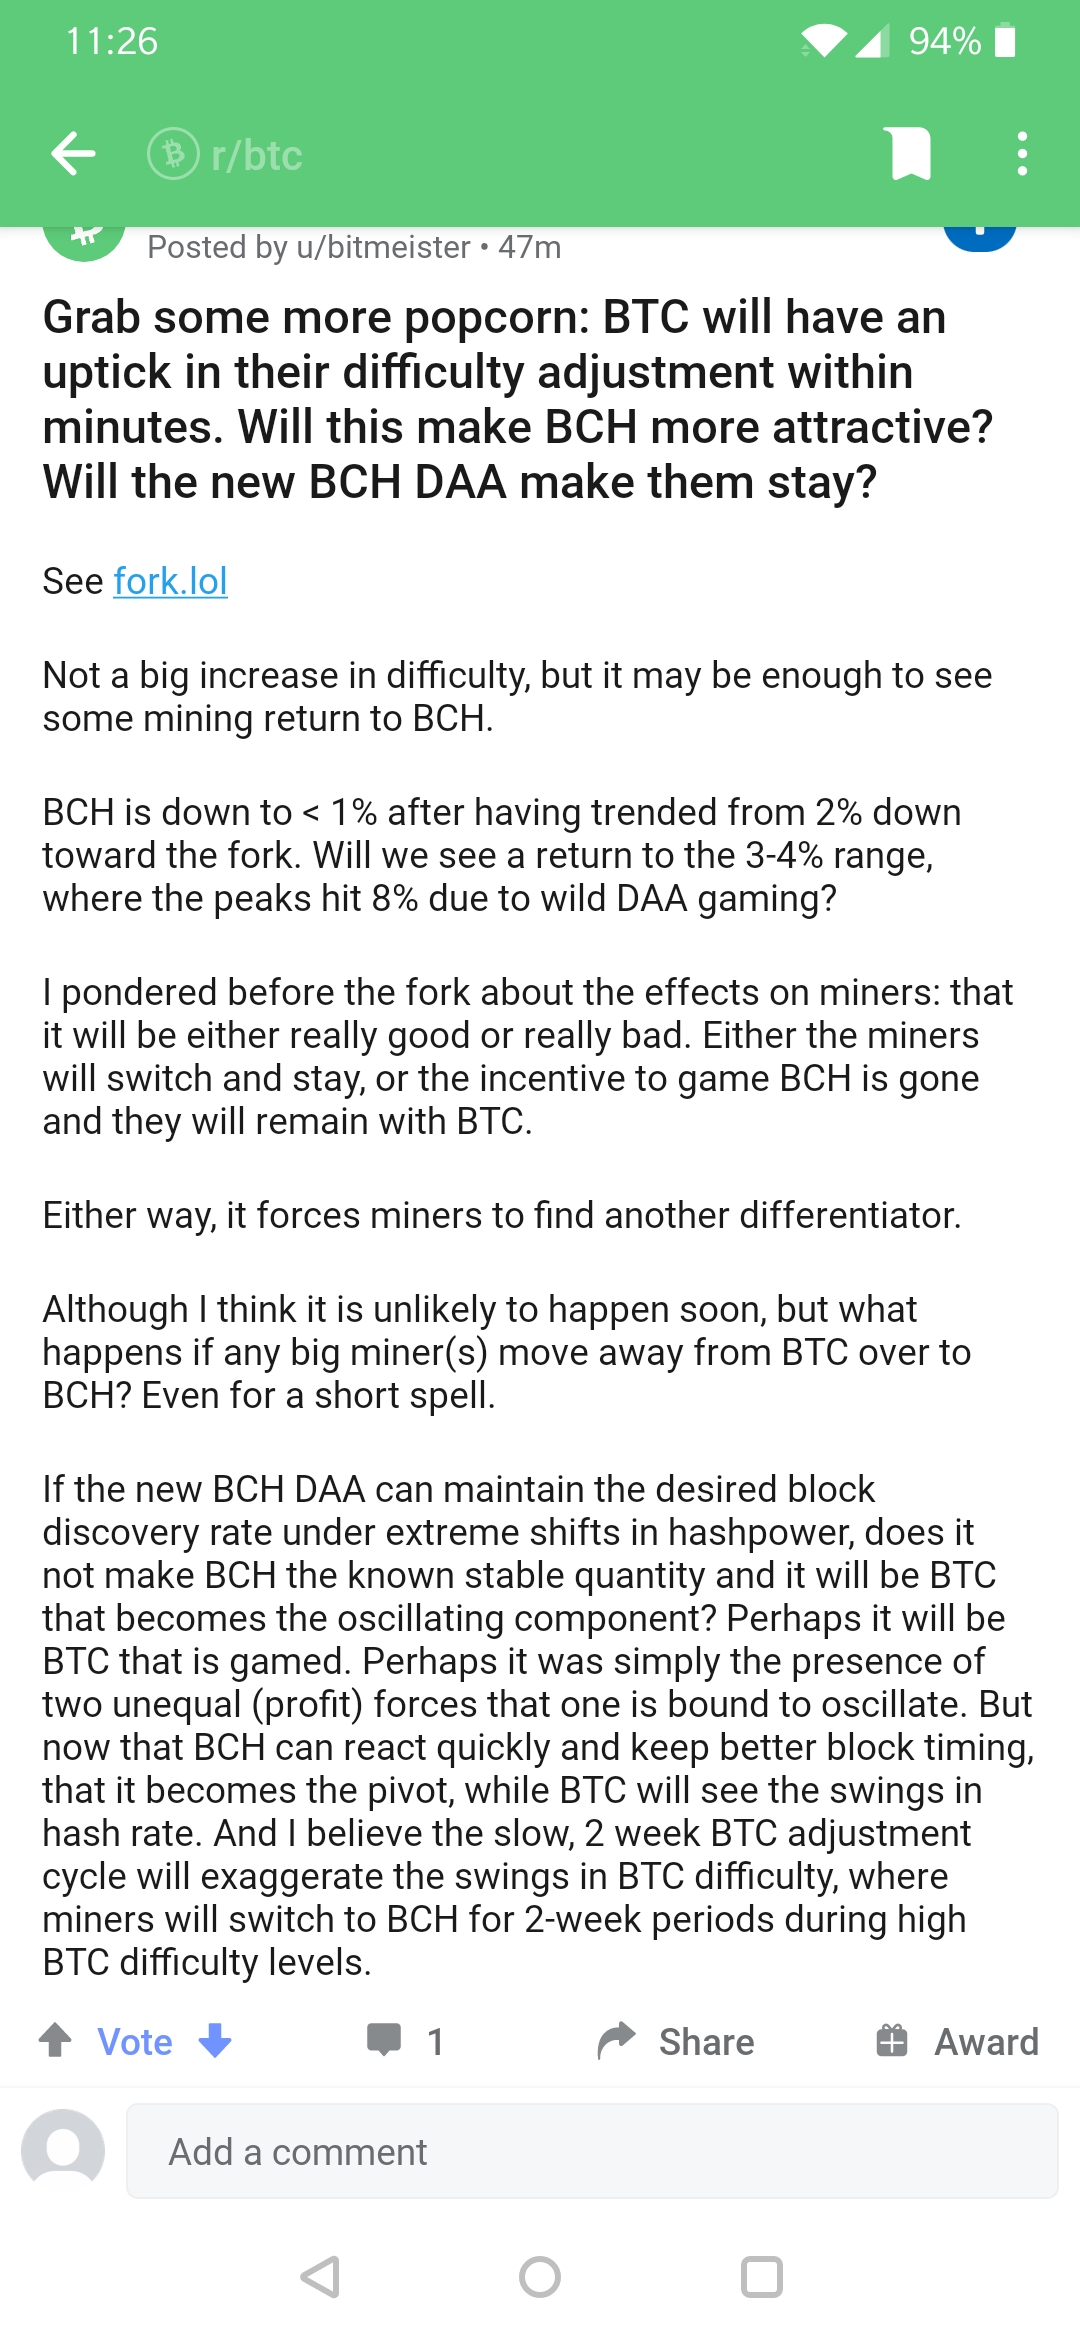 11:26
94%
r/btc
Posted by u/bitmeister • 47m
Grab some more popcorn: BTC will have an
uptick in their difficulty adjustment within
minutes. Will this make BCH more attractive?
Will the new BCH DAA make them stay?
See fork.lol
Not a big increase in difficulty, but it may be enough to see
some mining return to BCH.
BCH is down to < 1% after having trended from 2% down
toward the fork. Will we see a return to the 3-4% range,
where the peaks hit 8% due to wild DAA gaming?
I pondered before the fork about the effects on miners: that
it will be either really good or really bad. Either the miners
will switch and stay, or the incentive to game BCH is gone
and they will remain with BTC.
Either way, it forces miners to find another differentiator.
Although I think it is unlikely to happen soon, but what
happens if any big miner(s) move away from BTC over to
BCH? Even for a short spell.
If the new BCH DAA can maintain the desired block
discovery rate under extreme shifts in hashpower, does it
not make BCH the known stable quantity and it will be BTC
that becomes the oscillating component? Perhaps it will be
BTC that is gamed. Perhaps it was simply the presence of
two unequal (profit) forces that one is bound to oscillate. But
now that BCH can react quickly and keep better block timing,
that it becomes the pivot, while BTC will see the swings in
hash rate. And I believe the slow, 2 week BTC adjustment
cycle will exaggerate the swings in BTC difficulty, where
miners will switch to BCH for 2-week periods during high
BTC difficulty levels.
Vote 1 Share Award
Add a comment